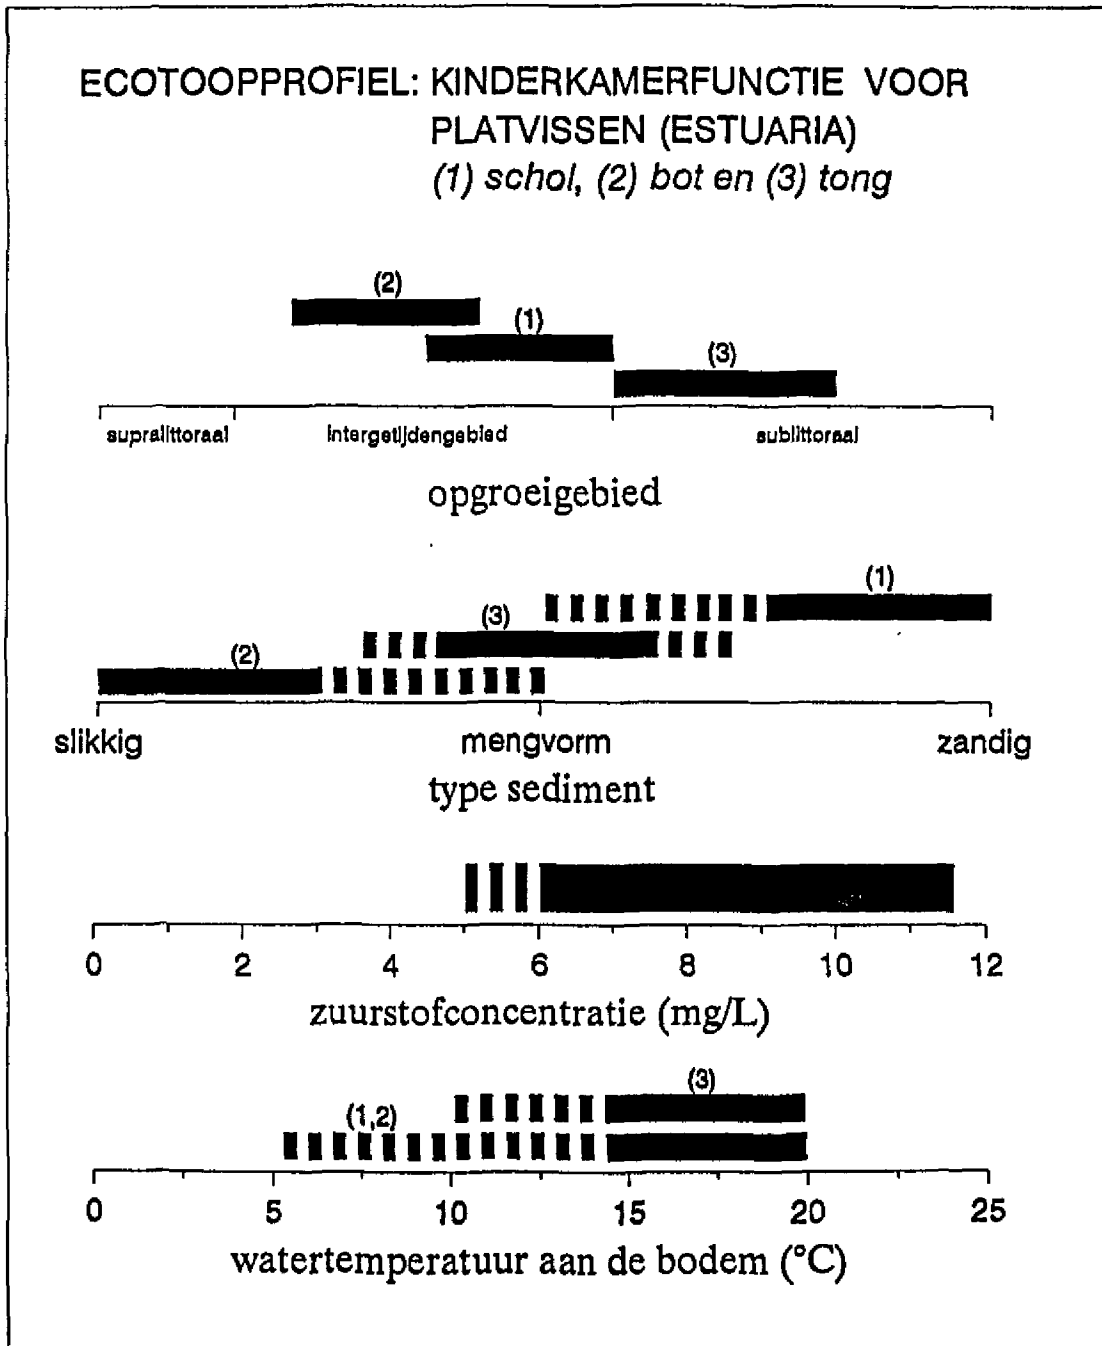 ECOTOOPPROFIEL: KINDERKAMERFUNCTIE VOOR
PLATVISSEN (ESTUARIA)
(1) schol, (2) bot en (3) tong
(2)
(1)
(3)
supralittoraal intergetijdengebied sublittoraal
opgroeigebied
(1)
(3)
(2)
slikkig mengvorm zandig
type sediment
0 2 4 6 8 10 12
zuurstofconcentratie (mg/L)
(3)
(1,2)
0 5 10 15 20 25
watertemperatuur aan de bodem (°C)